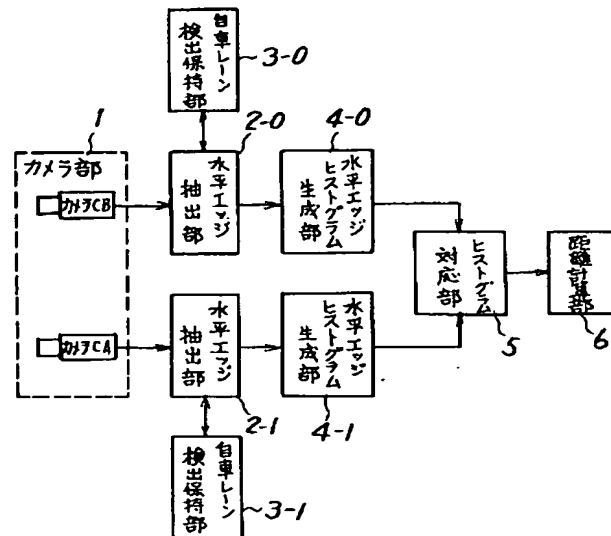 自車レーン
検出保持部
3-0
1
2-0
4-0
カメラ部
カメラCB
水平エッジ
抽出部
水平エッジ
ヒストグラム
生成部
ヒストグラム
対応部
5
距離計算部
6
カメラCA
水平エッジ
抽出部
2-1
水平エッジ
ヒストグラム
生成部
4-1
自車レーン
検出保持部
3-1